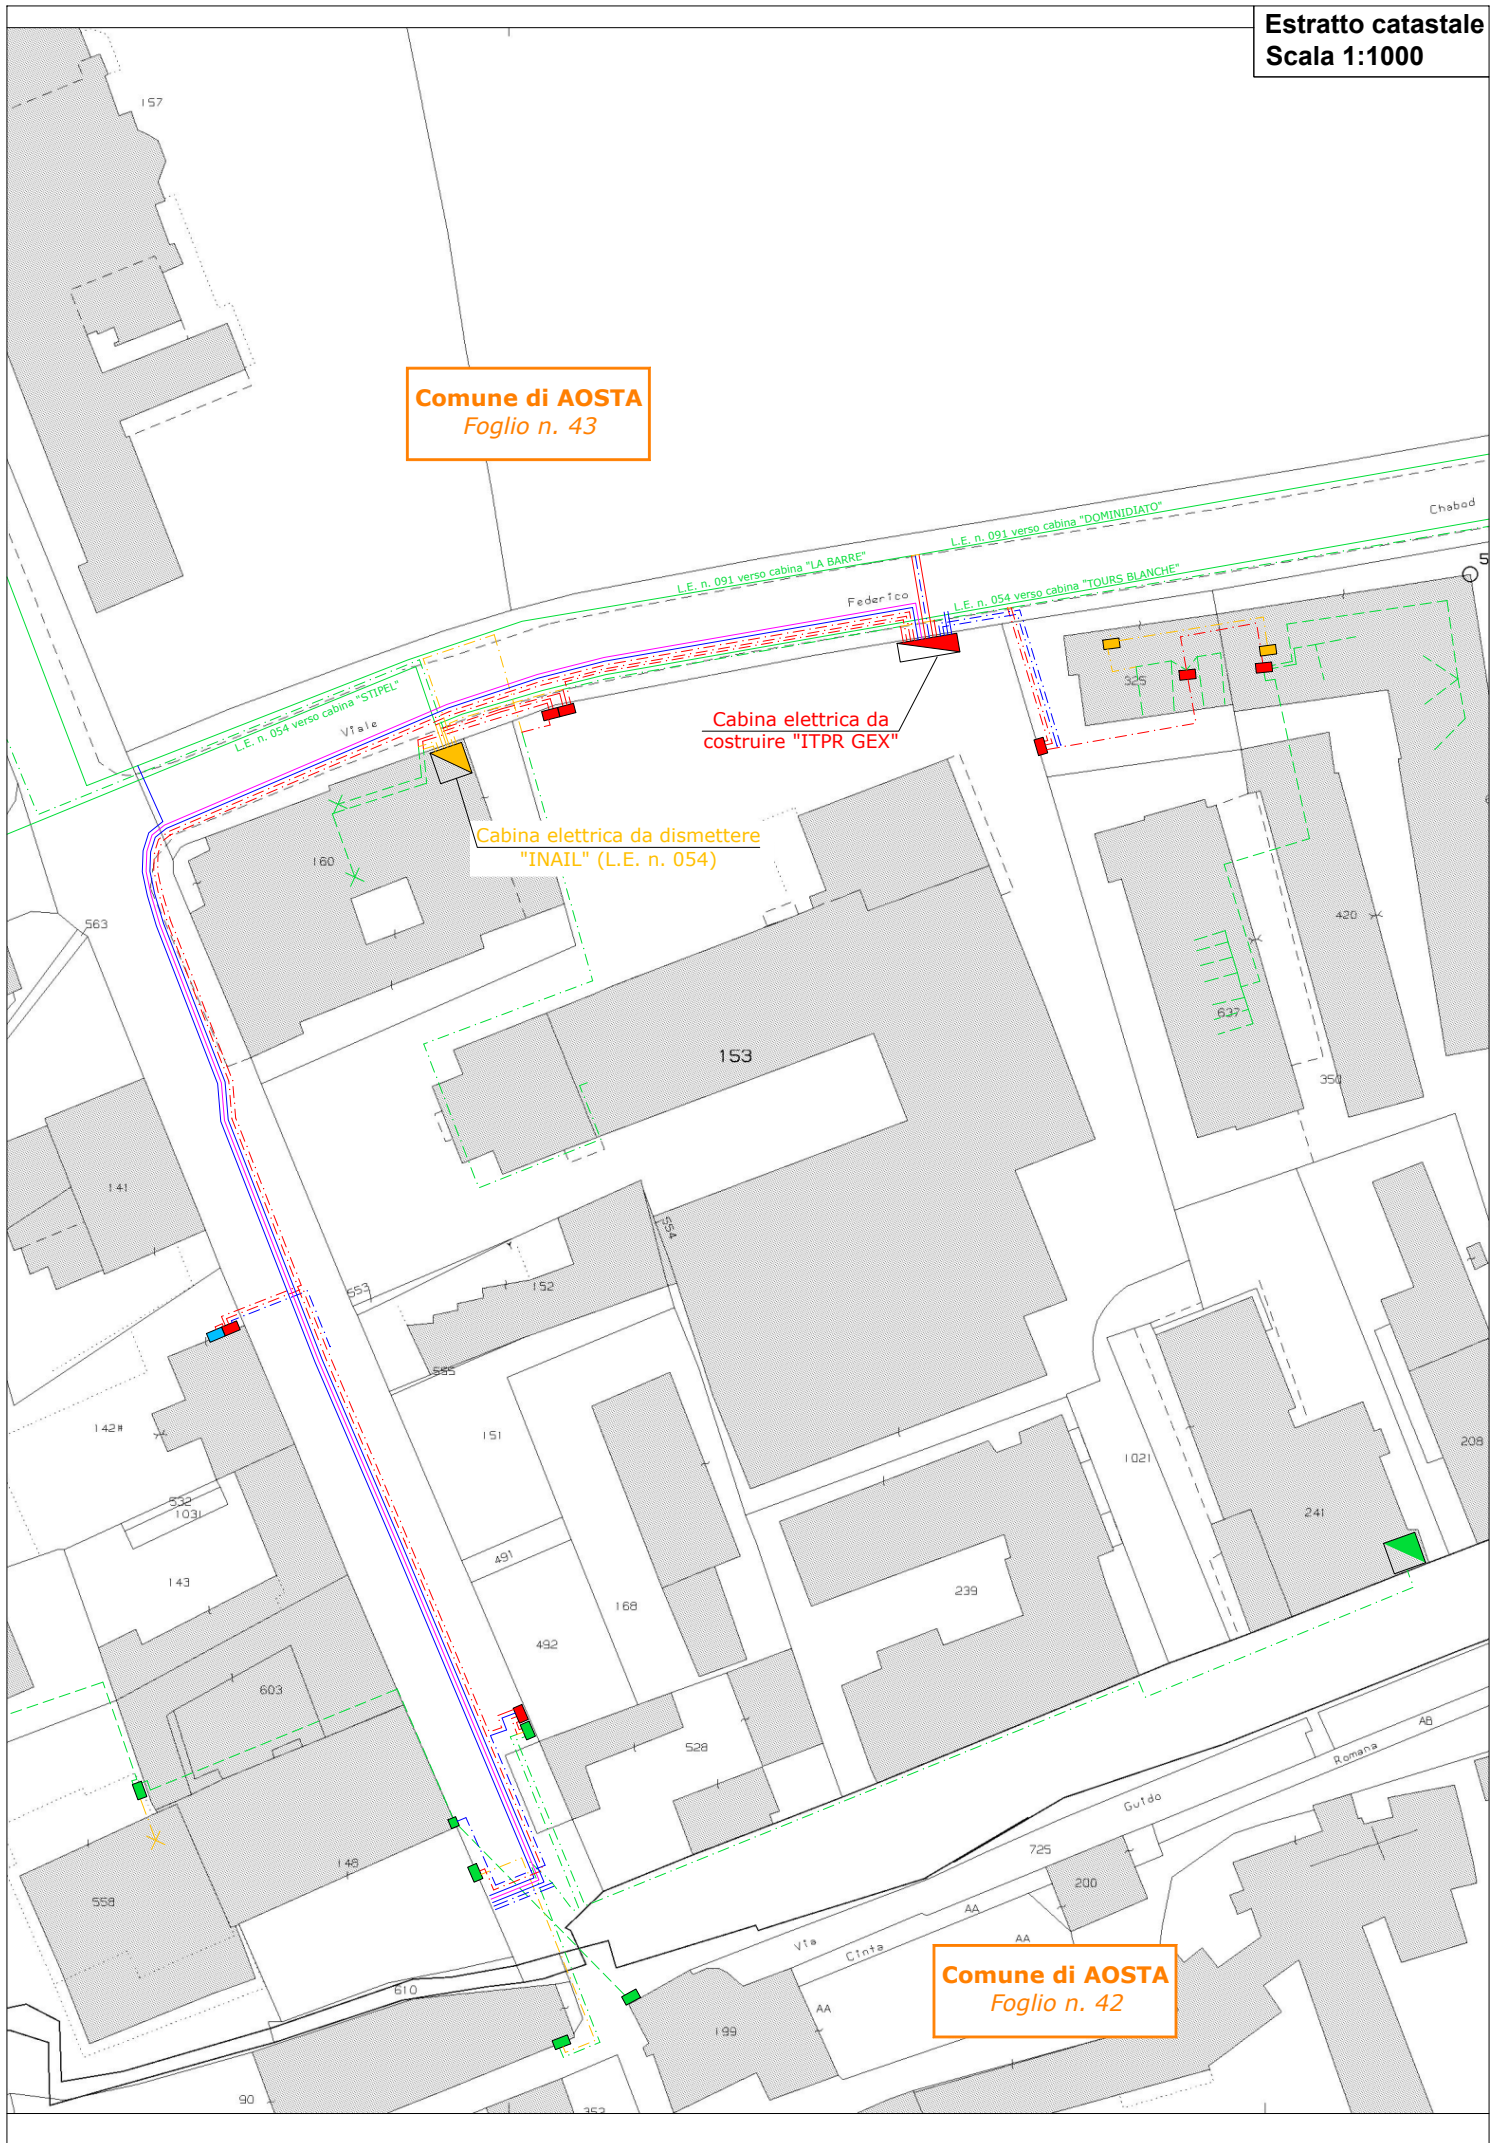 Estratto catastale
Scala 1:1000
157
Comune di AOSTA
Foglio n. 43
Chabod
L.E. n. 091 verso cabina "DOMINIDIATO"
L.E. n. 091 verso cabina "LA BARRE"
5
L.E. n. 054 verso cabina "TOURS BLANCHE"
Federico
325
L.E. n. 054 verso cabina "STIPEL"
Viale
Cabina elettrica da
costruire "ITPR GEX"
Cabina elettrica da dismettere
"INAIL" (L.E. n. 054)
160
563
420
637
153
350
141
554
553
152
555
142#
151
1021
208
532
1031
241
491
143
168
239
492
603
528
AB
Romana
Guido
725
148
200
558
AA
AA
Via
Cinta
Comune di AOSTA
Foglio n. 42
610
AA
199
90
352